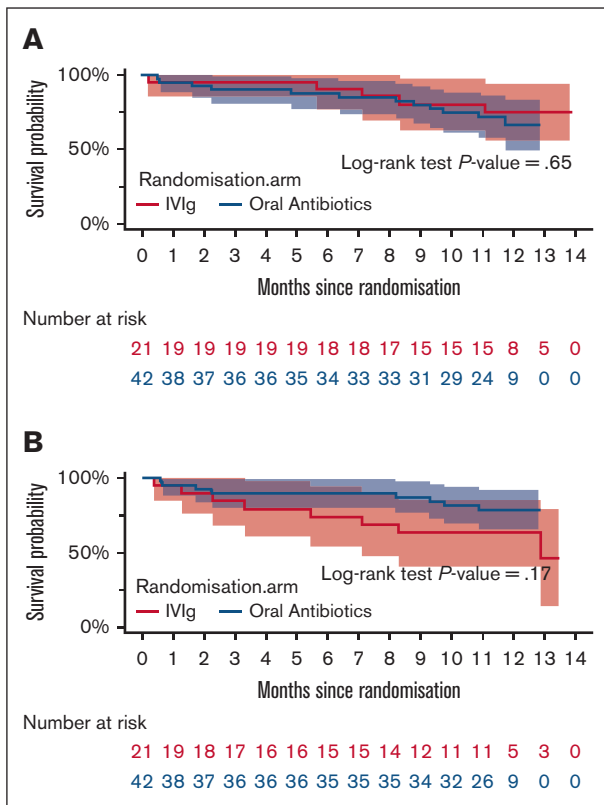 A
100%
50%
0%
Survival probability
Log-rank test P-value = .65
Randomisation.arm
IVIg Oral Antibiotics
0 1 2 3 4 5 6 7 8 9 10 11 12 13 14
Months since randomisation
Number at risk
21 19 19 19 19 19 18 18 17 15 15 15 8 5 0
42 38 37 36 36 35 34 33 33 31 29 24 9 0 0
B
100%
50%
0%
Survival probability
Log-rank test P-value = .17
Randomisation.arm
IVIg Oral Antibiotics
0 1 2 3 4 5 6 7 8 9 10 11 12 13 14
Months since randomisation
Number at risk
21 19 18 17 16 16 15 15 14 12 11 11 5 3 0
42 38 37 36 36 36 35 35 35 34 32 26 9 0 0